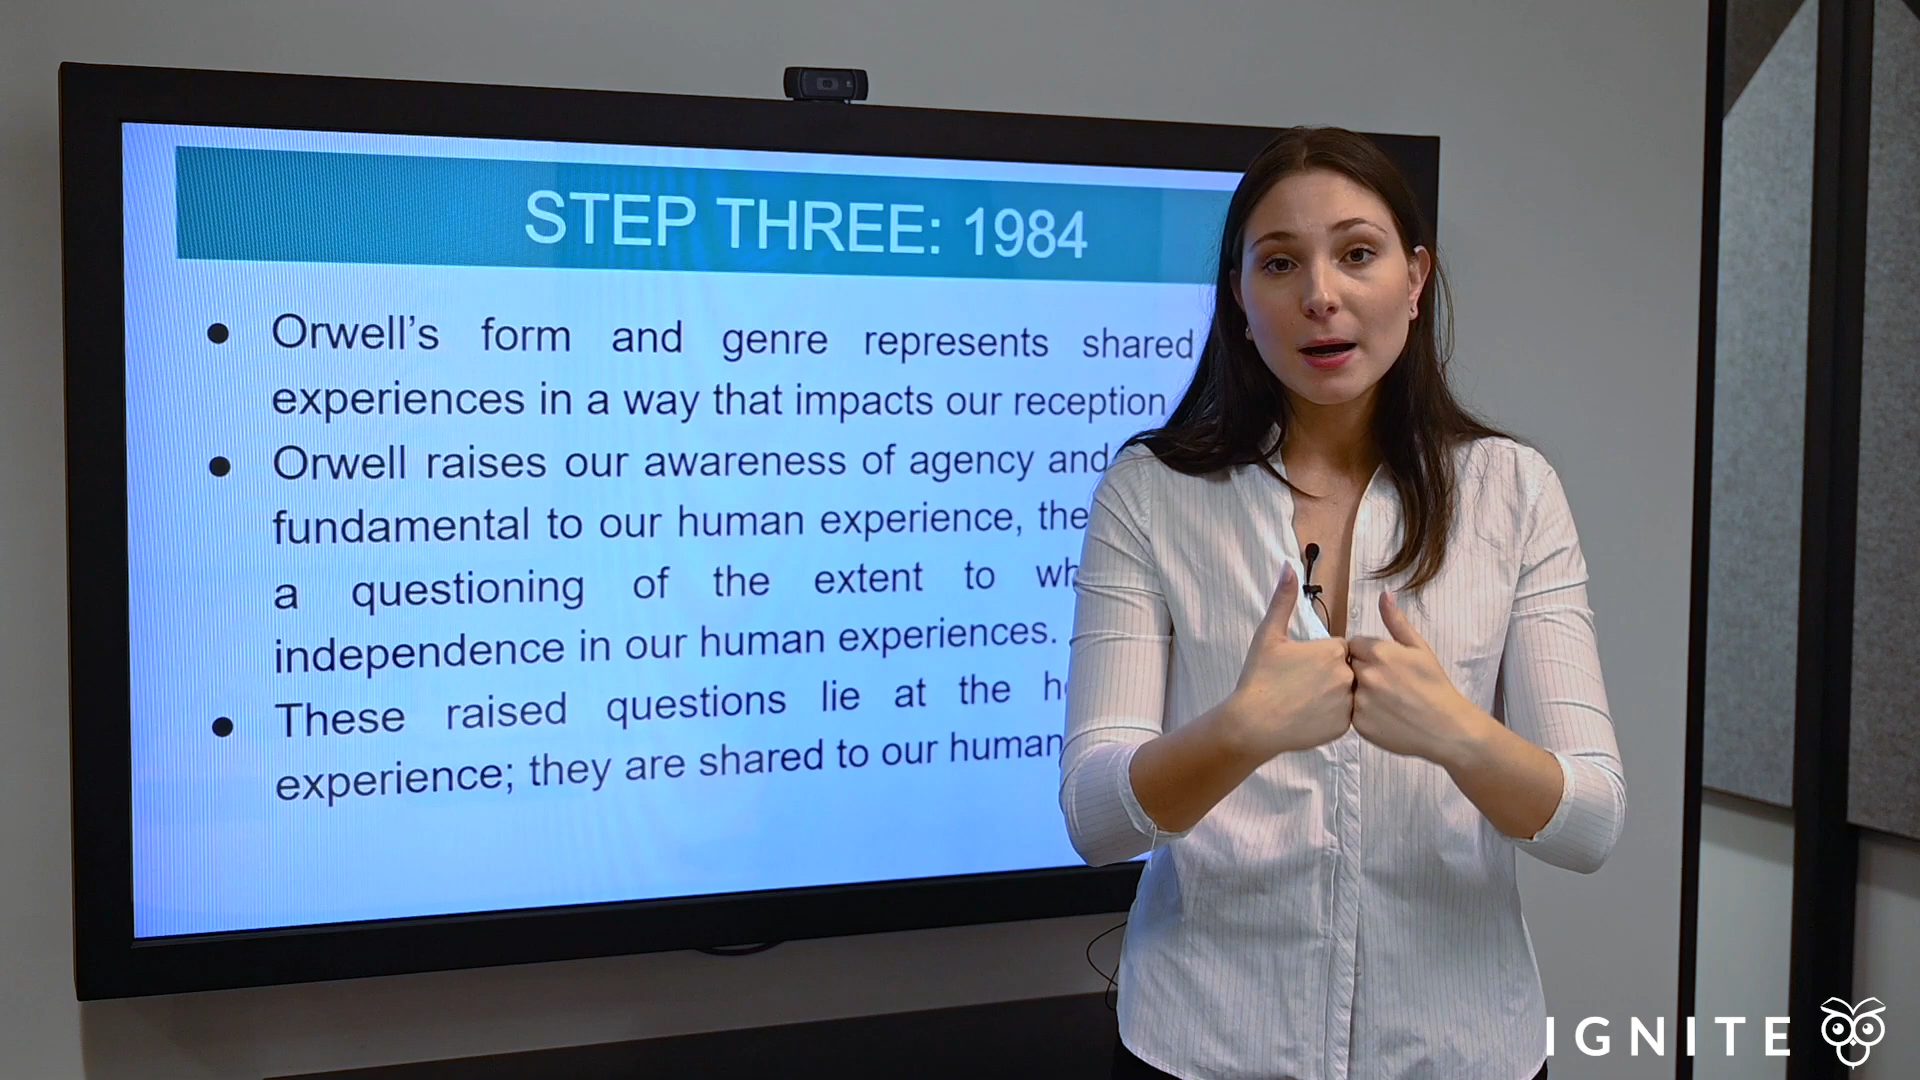 STEP THREE: 1984
● Orwell’s form and genre represents shared
experiences in a way that impacts our reception
● Orwell raises our awareness of agency and
fundamental to our human experience,
a questioning of the extent to
independence in our human experiences.
● These raised questions lie at the
experience; they are shared to our human
IGNITE